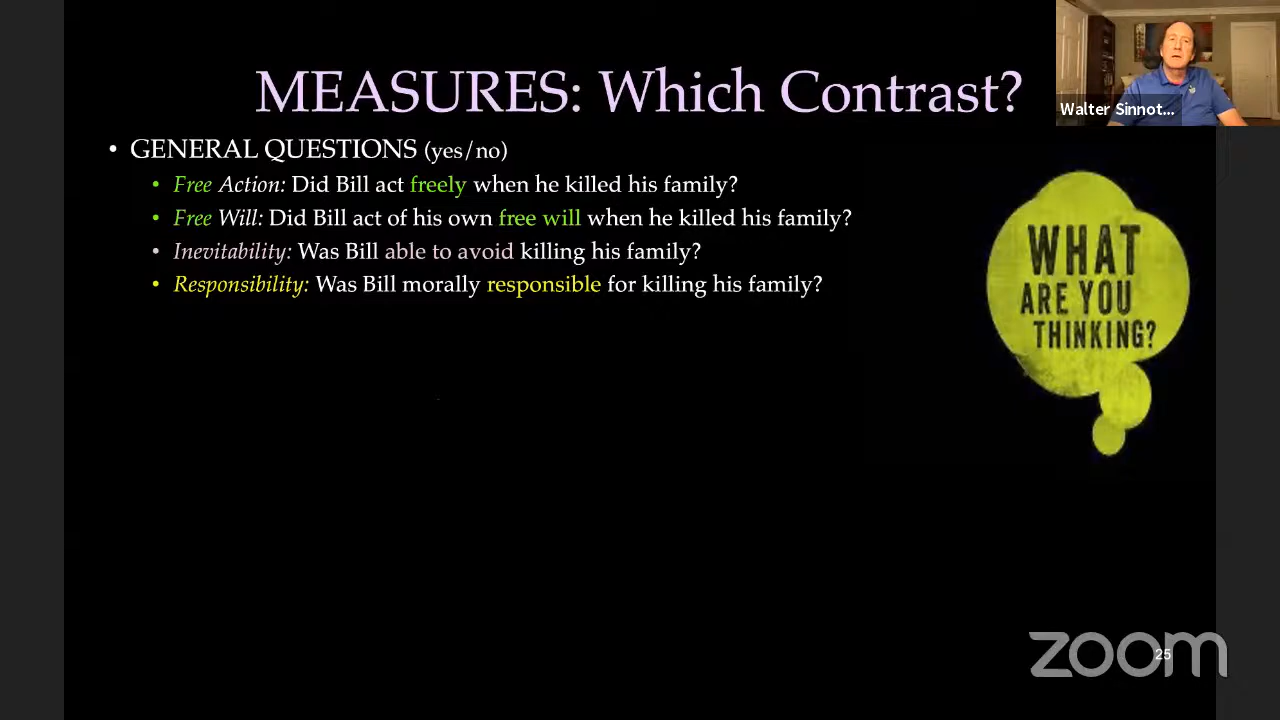 MEASURES: Which Contrast?
Walter Sinnot...
• GENERAL QUESTIONS (yes/no)
• Free Action: Did Bill act freely when he killed his family?
• Free Will: Did Bill act of his own free will when he killed his family?
• Inevitability: Was Bill able to avoid killing his family?
• Responsibility: Was Bill morally responsible for killing his family?
WHAT
ARE YOU
THINKING?
zoom
25